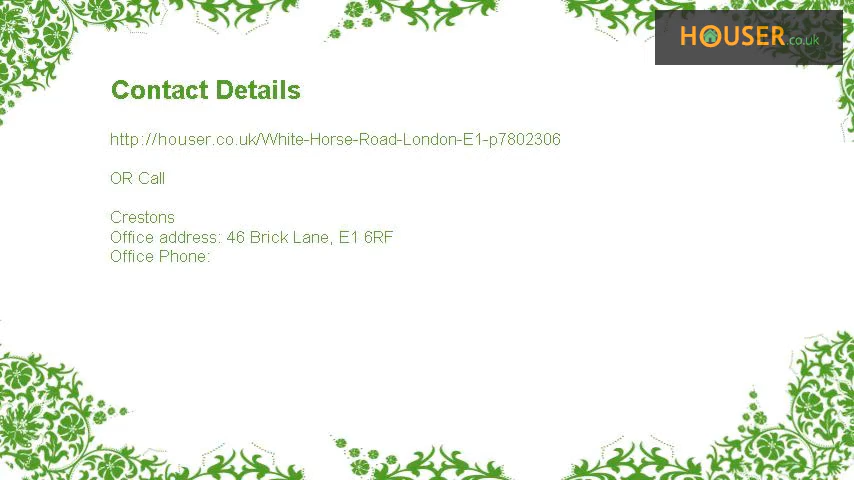 HOUSER.co.uk
Contact Details
http://houser.co.uk/White-Horse-Road-London-E1-p7802306
OR Call
Crestons
Office address: 46 Brick Lane, E1 6RF
Office Phone: